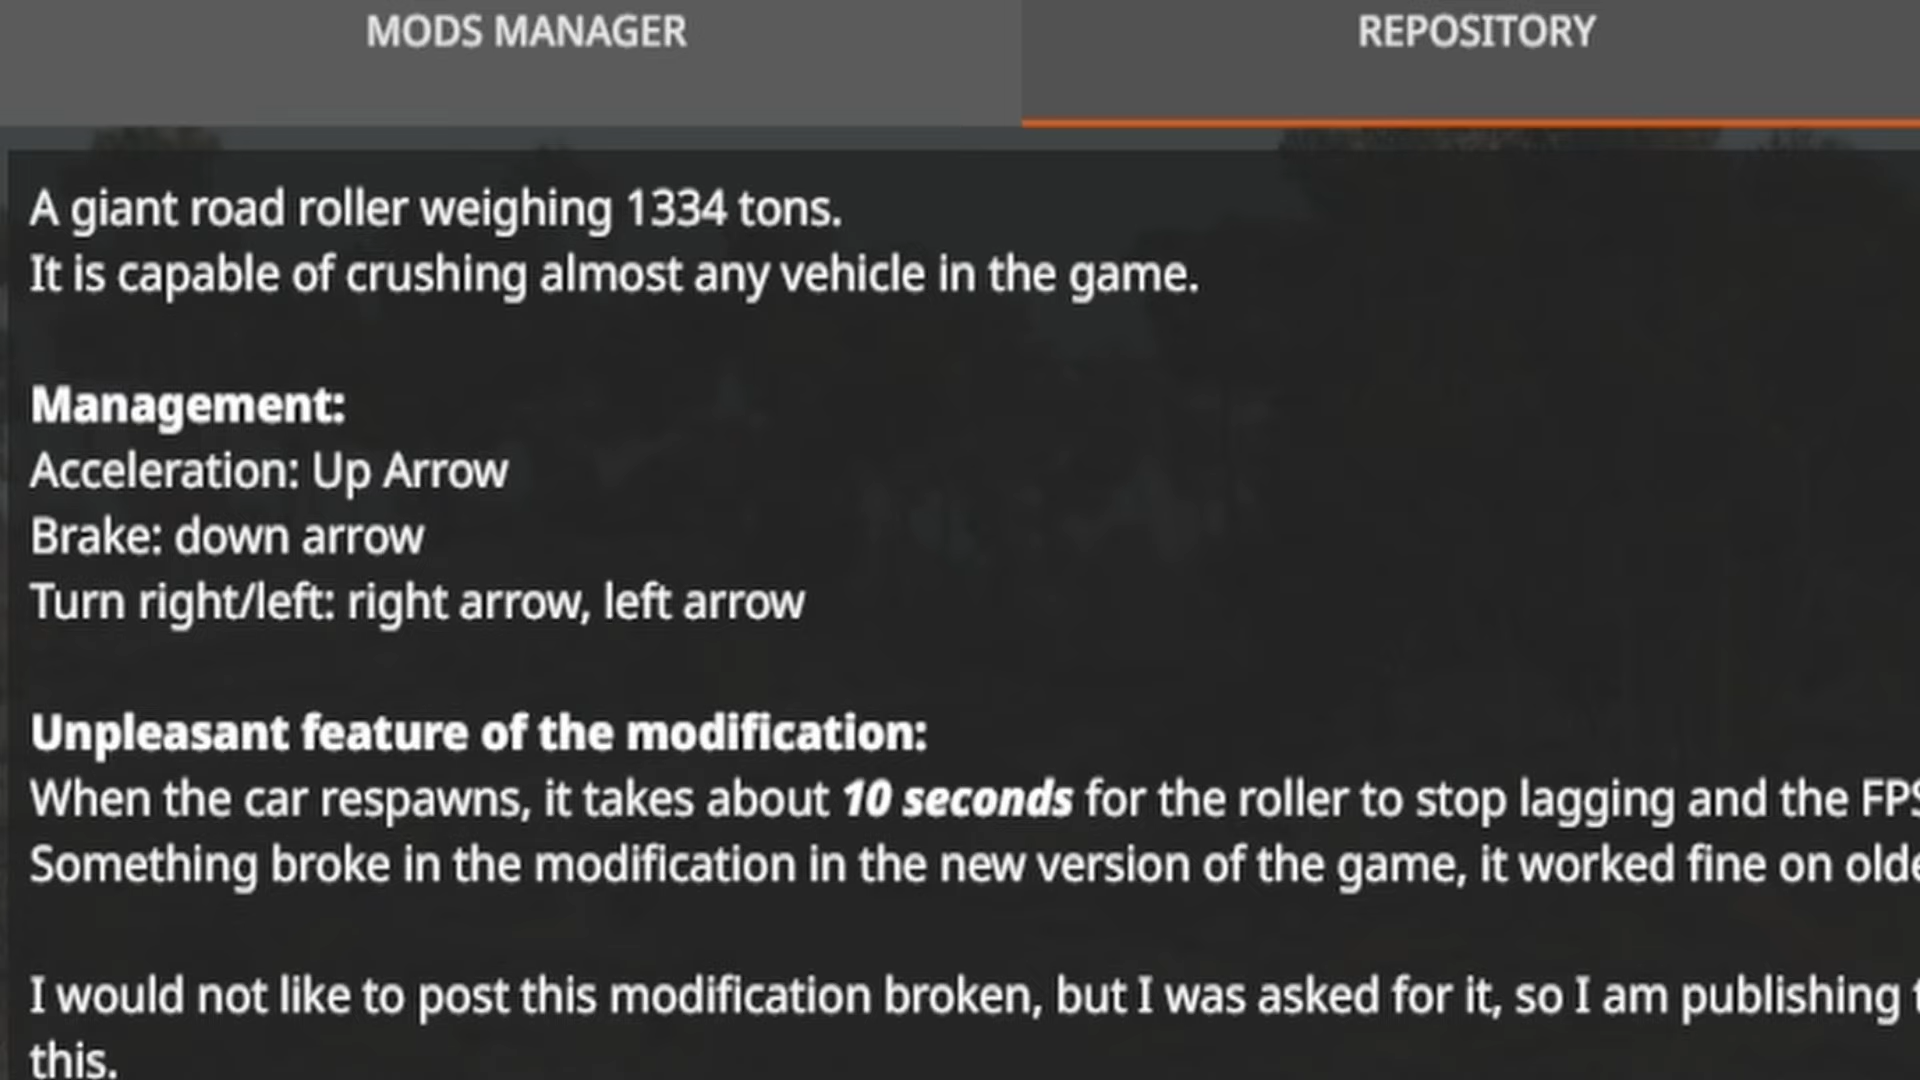 MODS MANAGER
REPOSITORY
A giant road roller weighing 1334 tons.
It is capable of crushing almost any vehicle in the game.
Management:
Acceleration: Up Arrow
Brake: down arrow
Turn right/left: right arrow, left arrow
Unpleasant feature of the modification:
When the car respawns, it takes about 10 seconds for the roller to stop lagging and the FPS
Something broke in the modification in the new version of the game, it worked fine on
I would not like to post this modification broken, but I was asked for it, so I am publishing
this.